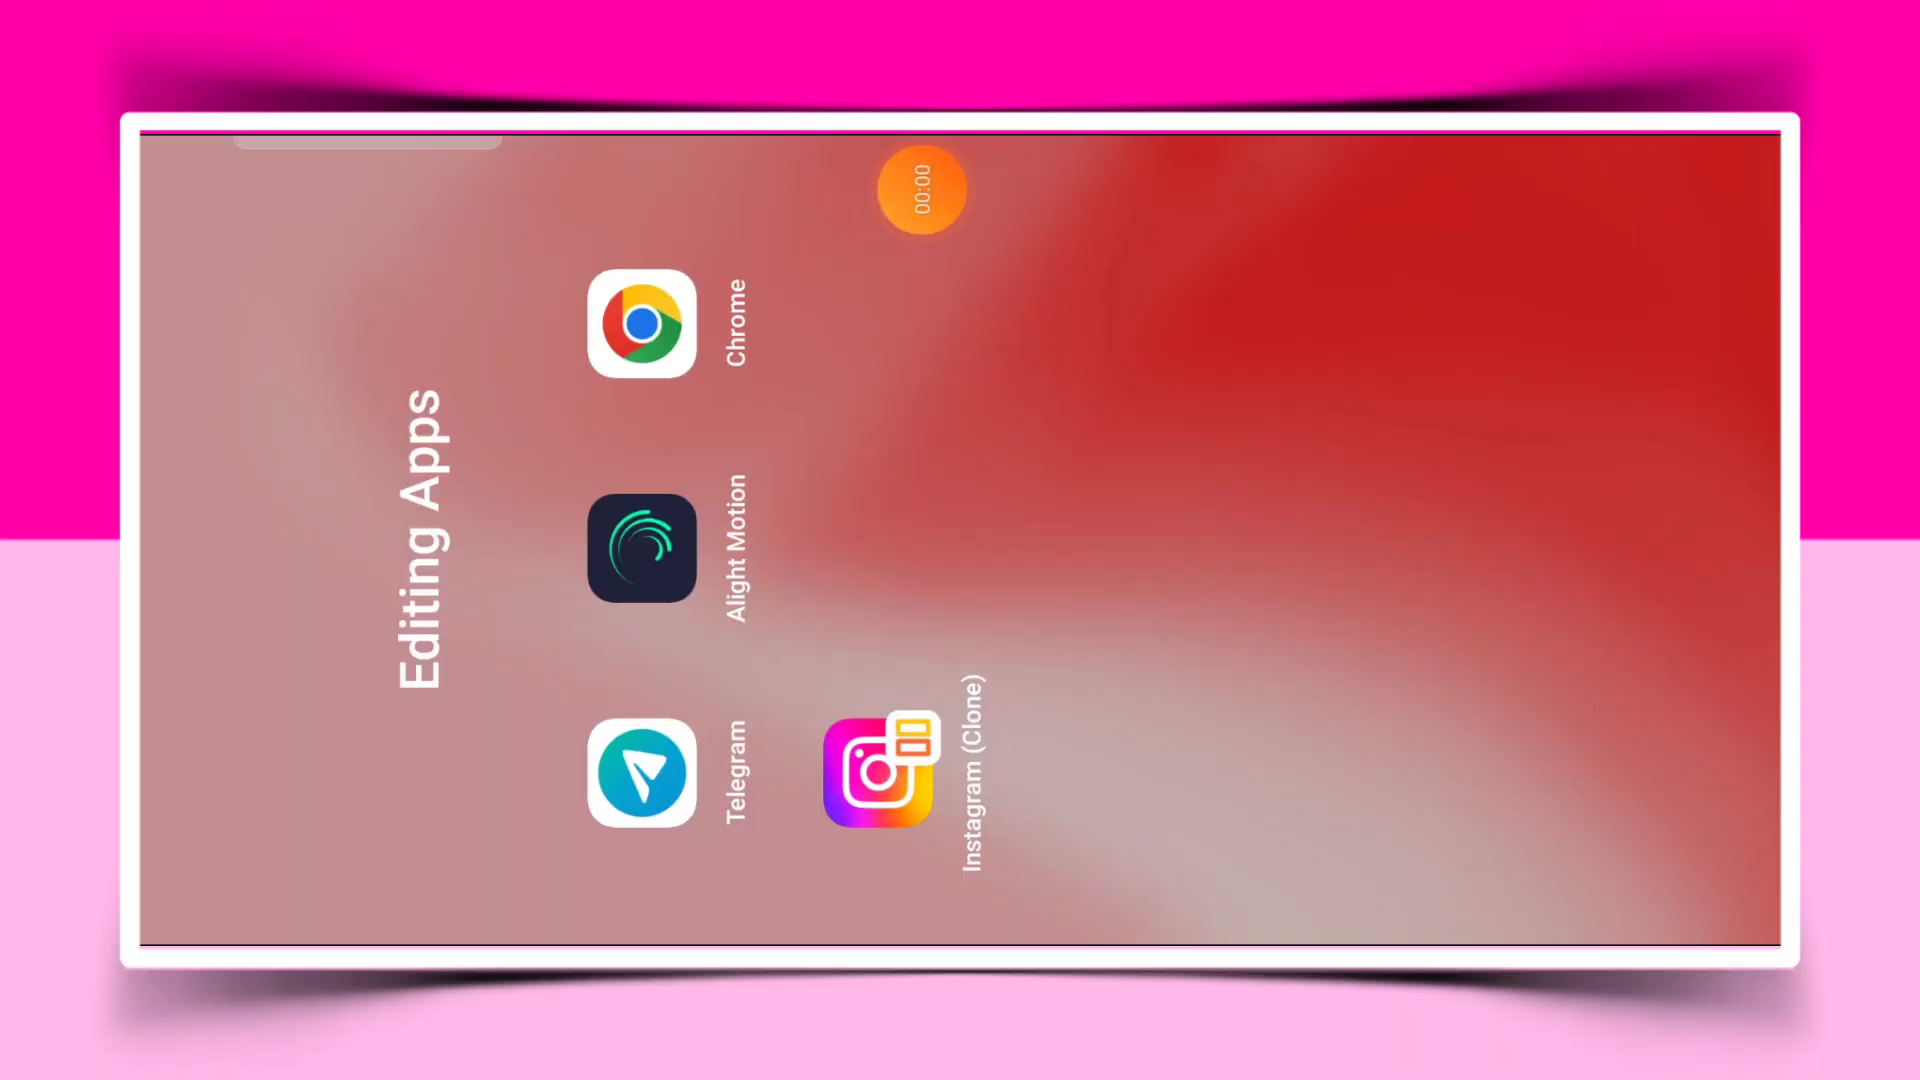 Editing Apps
Telegram
Alight Motion
Chrome
Instagram (Clone)
00:00